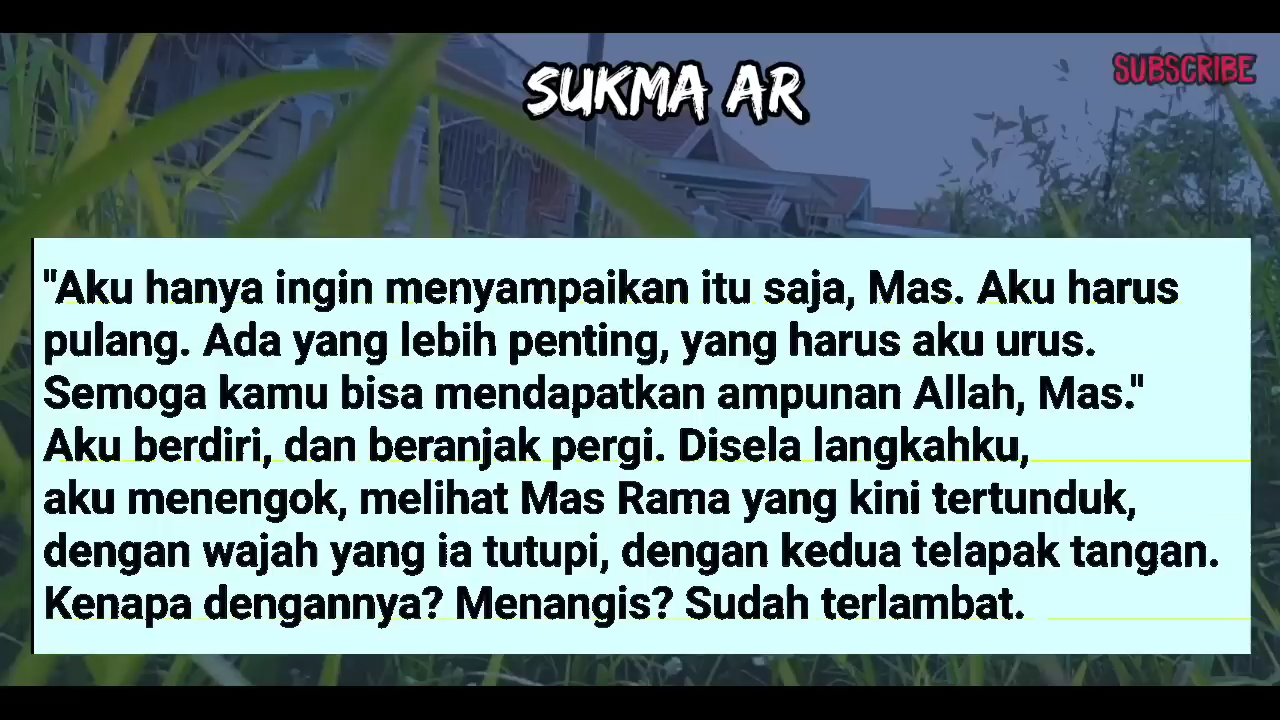 SUKMA AR
SUBSCRIBE
"Aku hanya ingin menyampaikan itu saja, Mas. Aku harus
pulang. Ada yang lebih penting, yang harus aku urus.
Semoga kamu bisa mendapatkan ampunan Allah, Mas."
Aku berdiri, dan beranjak pergi. Disela langkahku,
aku menengok, melihat Mas Rama yang kini tertunduk,
dengan wajah yang ia tutupi, dengan kedua telapak tangan.
Kenapa dengannya? Menangis? Sudah terlambat.